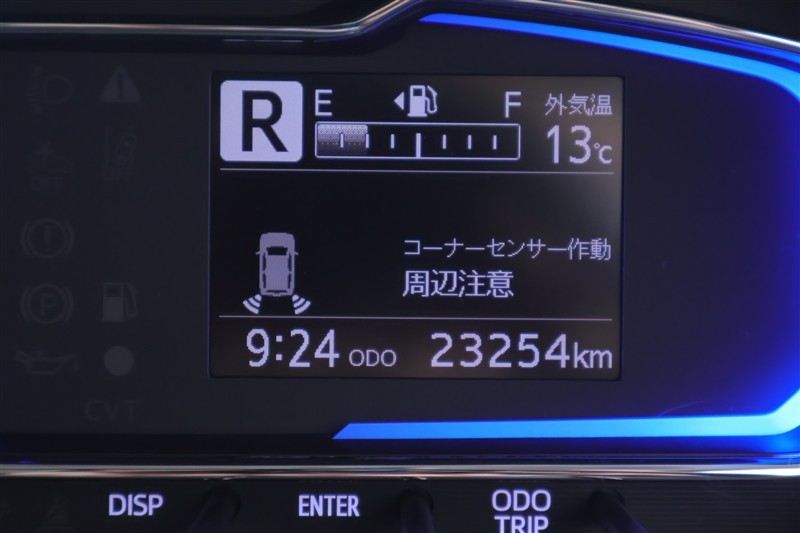 R E F 外気温
13℃
コーナーセンサー作動
周辺注意
9:24 ODO 23254km
P
CVT
DISP ENTER ODO
TRIP